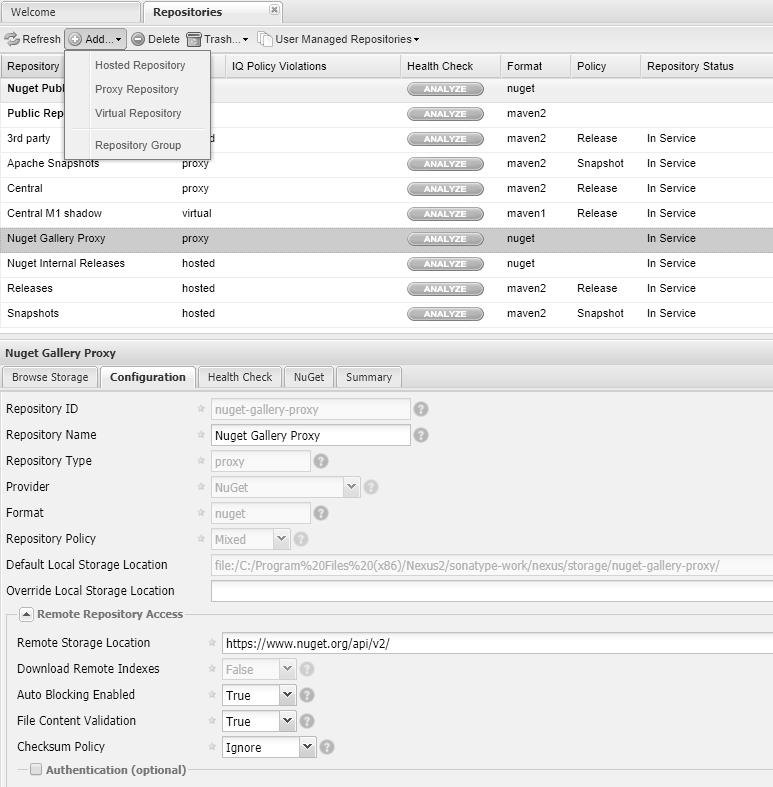 Welcome Repositories
Refresh Add... Delete Trash... User Managed Repositories
Hosted Repository
Proxy Repository
Virtual Repository
Repository Group
Repository IQ Policy Violations Health Check Format Policy Repository Status
Nuget Publ ANALYZE nuget
Public Rep ANALYZE maven2
3rd party d ANALYZE maven2 Release In Service
Apache Snapshots proxy ANALYZE maven2 Snapshot In Service
Central proxy ANALYZE maven2 Release In Service
Central M1 shadow virtual ANALYZE maven1 Release In Service
Nuget Gallery Proxy proxy ANALYZE nuget In Service
Nuget Internal Releases hosted ANALYZE nuget In Service
Releases hosted ANALYZE maven2 Release In Service
Snapshots hosted ANALYZE maven2 Snapshot In Service
Nuget Gallery Proxy
Browse Storage Configuration Health Check NuGet Summary
Repository ID nuget-gallery-proxy ?
Repository Name Nuget Gallery Proxy ?
Repository Type proxy ?
Provider NuGet ?
Format nuget ?
Repository Policy Mixed ?
Default Local Storage Location file:/C:/Program%20Files%20(x86)/Nexus2/sonatype-work/nexus/storage/nuget-gallery-proxy/
Override Local Storage Location
Remote Repository Access
Remote Storage Location https://www.nuget.org/api/v2/
Download Remote Indexes False ?
Auto Blocking Enabled True ?
File Content Validation True ?
Checksum Policy Ignore ?
Authentication (optional)